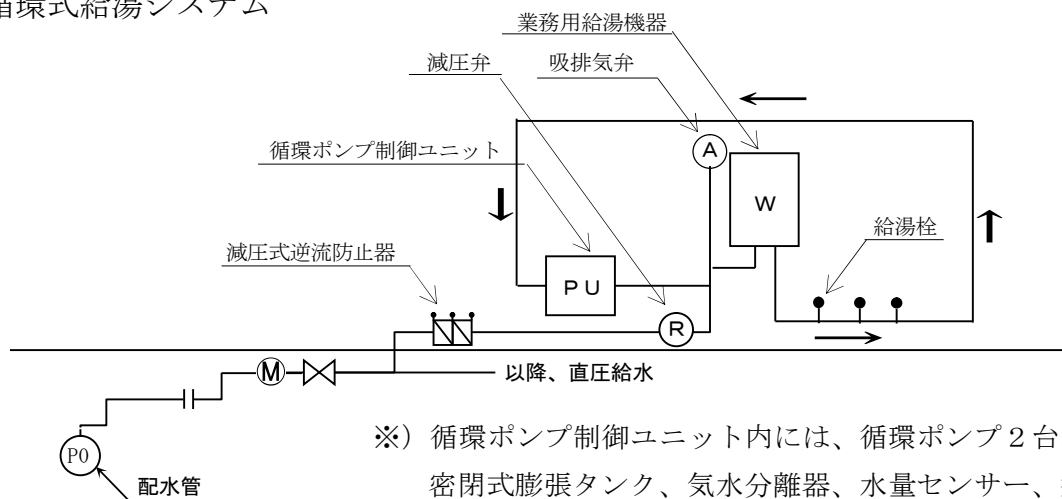 循環式給湯システム
業務用給湯機器
減圧弁
吸排気弁
循環ポンプ制御ユニット
A
W
給湯栓
減圧式逆流防止器
PU
R
M
以降、直圧給水
P0
配水管
※）循環ポンプ制御ユニット内には、循環ポンプ２台
密閉式膨張タンク、気水分離器、水量センサー、